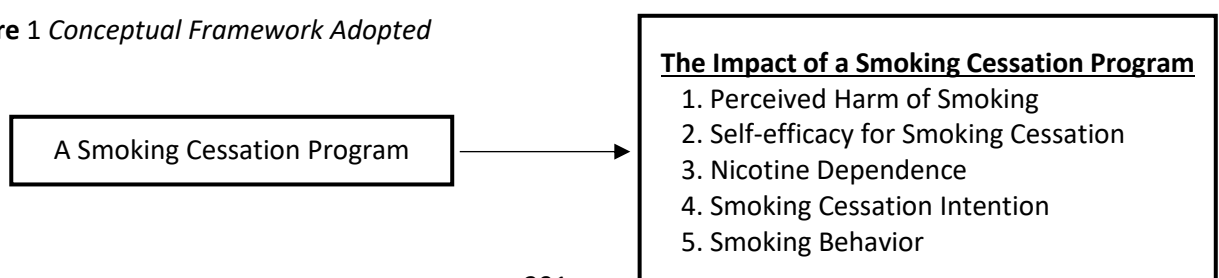 re 1 Conceptual Framework Adopted
The Impact of a Smoking Cessation Program
1. Perceived Harm of Smoking
A Smoking Cessation Program
2. Self-efficacy for Smoking Cessation
3. Nicotine Dependence
4. Smoking Cessation Intention
5. Smoking Behavior